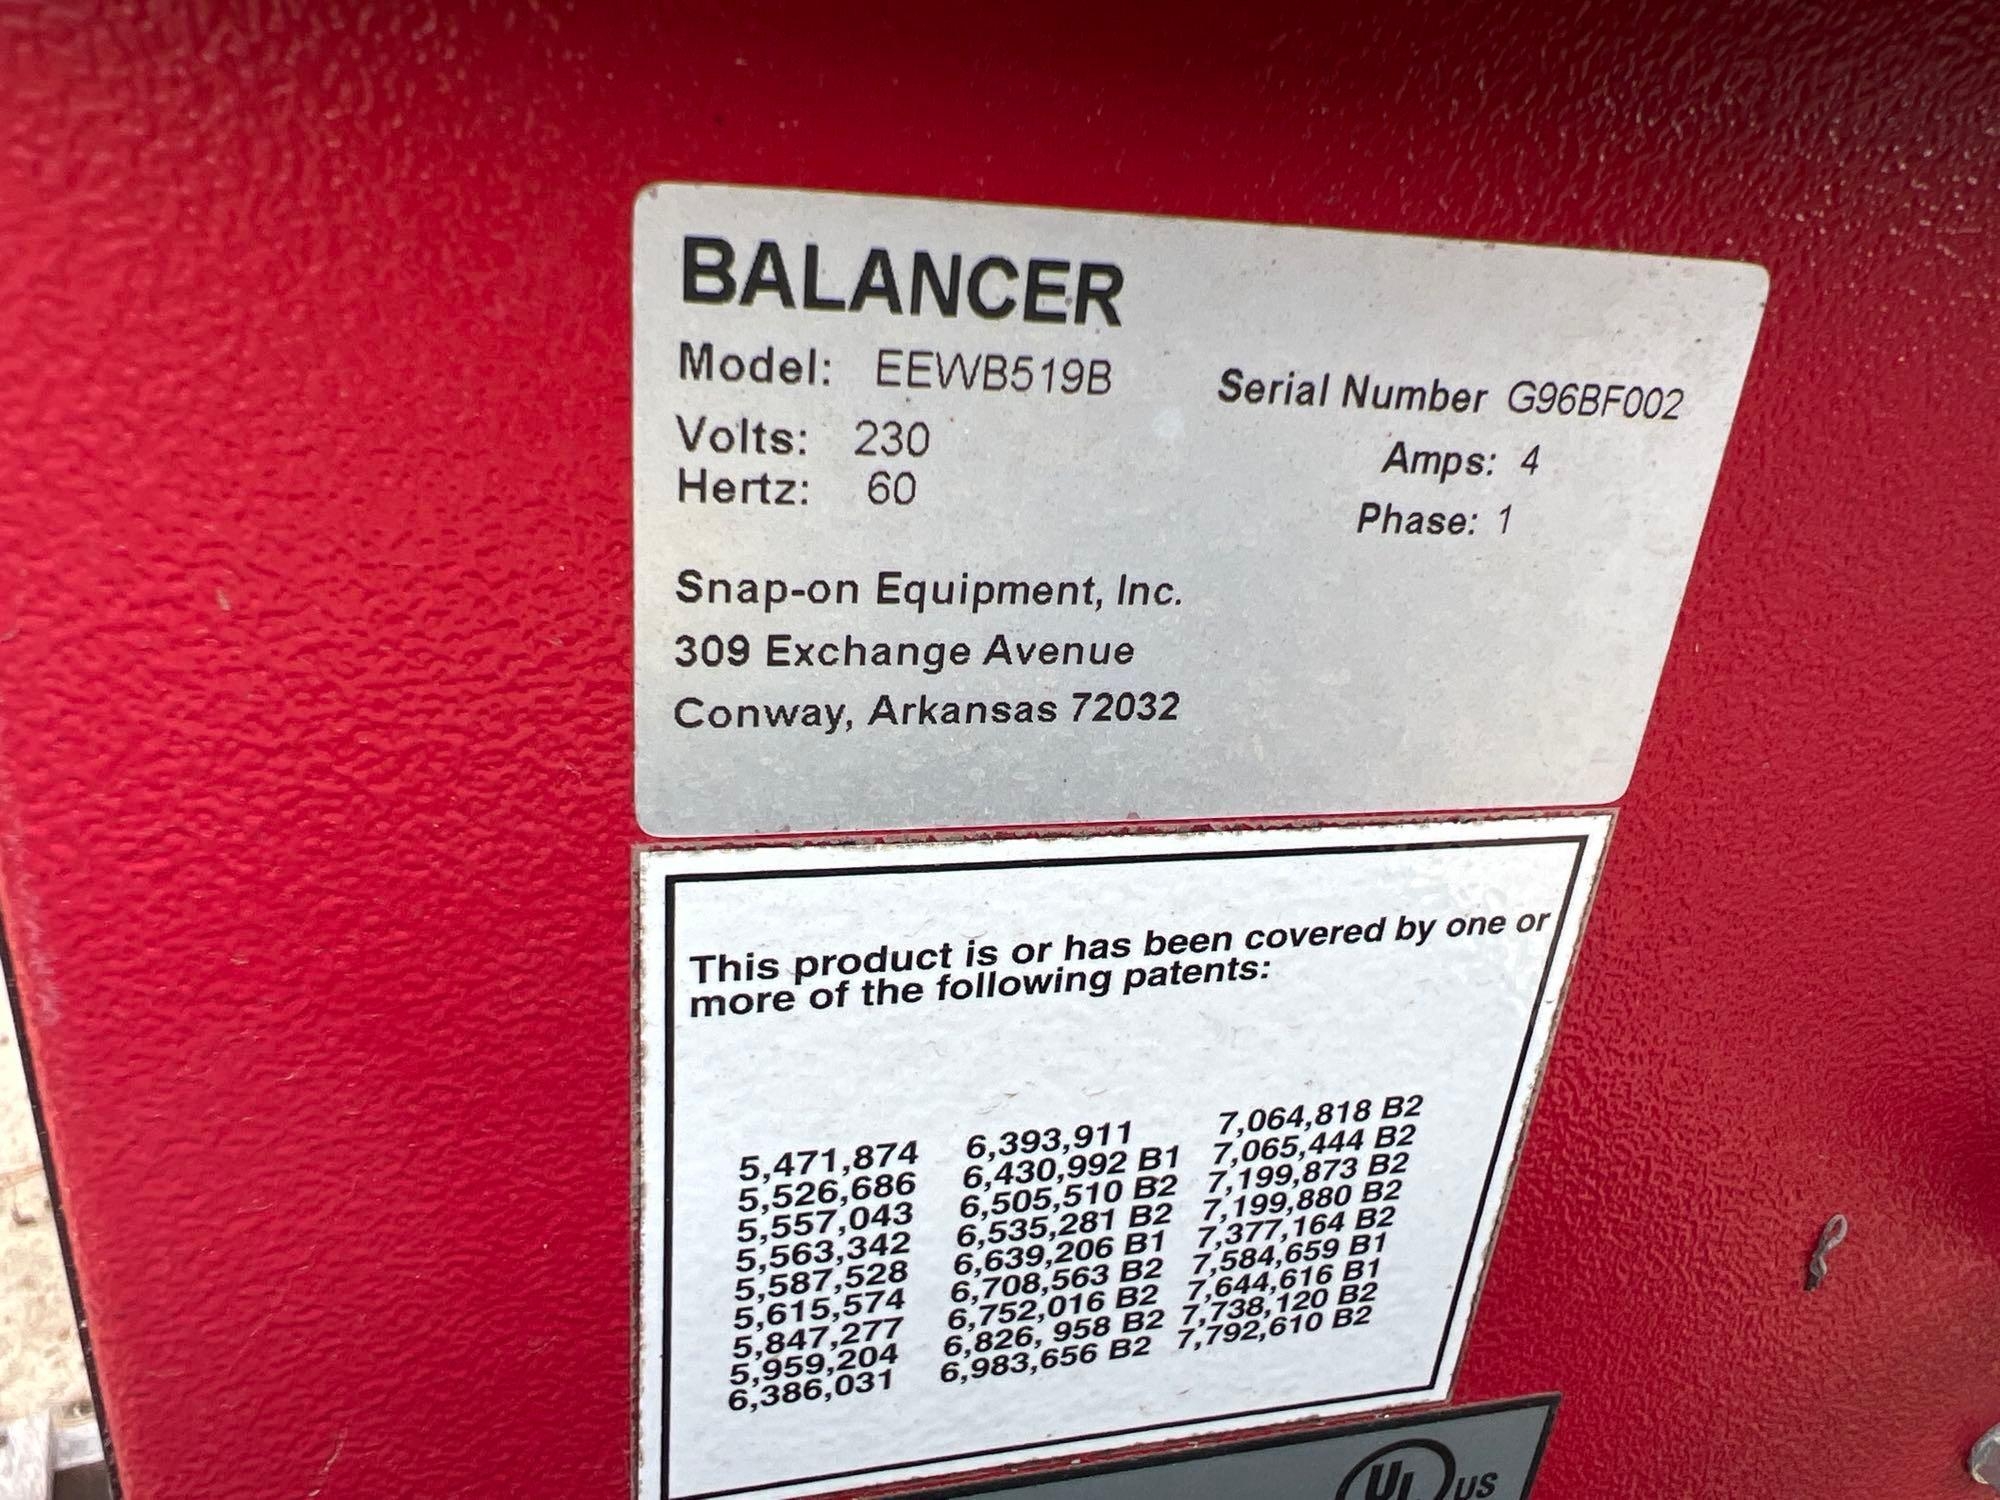 BALANCER
Model: EEWB519B Serial Number G96BF002
Volts: 230 Amps: 4
Hertz: 60 Phase: 1
Snap-on Equipment, Inc.
309 Exchange Avenue
Conway, Arkansas 72032
This product is or has been covered by one or
more of the following patents:
5,471,874 6,393,911 7,064,818 B2
5,526,686 6,430,992 B1 7,065,444 B2
5,557,043 6,505,510 B2 7,199,873 B2
5,563,342 6,535,281 B2 7,199,880 B2
5,587,528 6,639,206 B1 7,377,164 B2
5,615,574 6,708,563 B2 7,584,659 B1
5,847,277 6,752,016 B2 7,644,616 B1
5,959,204 6,826, 958 B2 7,738,120 B2
6,386,031 6,983,656 B2 7,792,610 B2
UL US